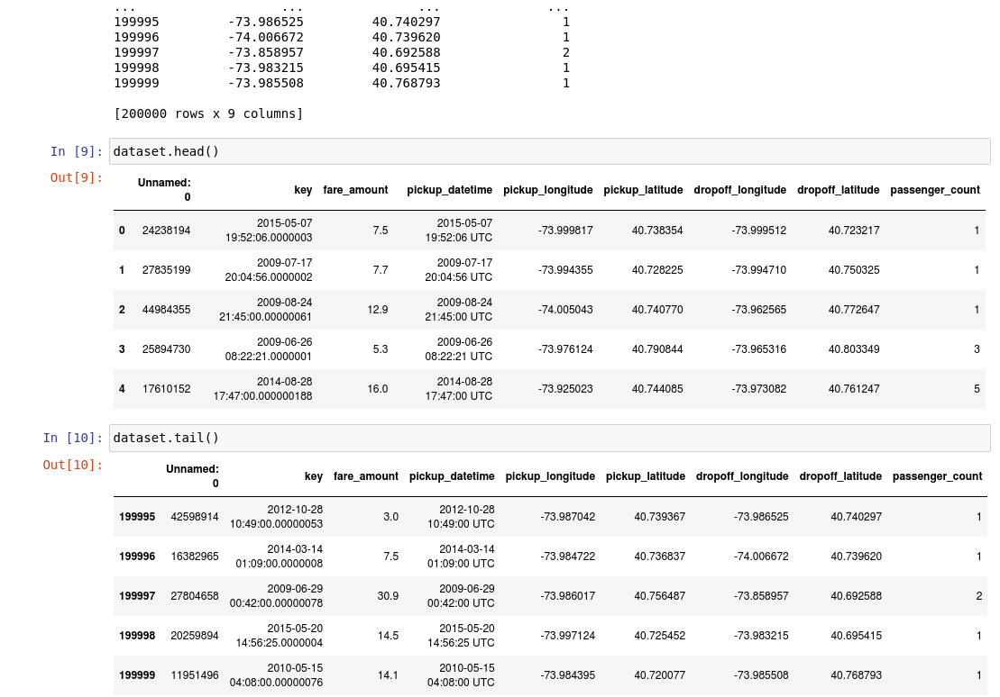 ... ... ... ...
199995 -73.986525 40.740297 1
199996 -74.006672 40.739620 1
199997 -73.858957 40.692588 2
199998 -73.983215 40.695415 1
199999 -73.985508 40.768793 1
[200000 rows x 9 columns]
In [9]: dataset.head()
Out[9]:
Unnamed:
0 key fare_amount pickup_datetime pickup_longitude pickup_latitude dropoff_longitude dropoff_latitude passenger_count
0 24238194 2015-05-07 19:52:06.0000003 7.5 2015-05-07 19:52:06 UTC -73.999817 40.738354 -73.999512 40.723217 1
1 27835199 2009-07-17 20:04:56.0000002 7.7 2009-07-17 20:04:56 UTC -73.994355 40.728225 -73.994710 40.750325 1
2 44984355 2009-08-24 21:45:00.00000061 12.9 2009-08-24 21:45:00 UTC -74.005043 40.740770 -73.962565 40.772647 1
3 25894730 2009-06-26 08:22:21.0000001 5.3 2009-06-26 08:22:21 UTC -73.976124 40.790844 -73.965316 40.803349 3
4 17610152 2014-08-28 17:47:00.000000188 16.0 2014-08-28 17:47:00 UTC -73.925023 40.744085 -73.973082 40.761247 5
In [10]: dataset.tail()
Out[10]:
Unnamed:
0 key fare_amount pickup_datetime pickup_longitude pickup_latitude dropoff_longitude dropoff_latitude passenger_count
199995 42598914 2012-10-28 10:49:00.00000053 3.0 2012-10-28 10:49:00 UTC -73.987042 40.739367 -73.986525 40.740297 1
199996 16382965 2014-03-14 01:09:00.0000008 7.5 2014-03-14 01:09:00 UTC -73.984722 40.736837 -74.006672 40.739620 1
199997 27804658 2009-06-29 00:42:00.00000078 30.9 2009-06-29 00:42:00 UTC -73.986017 40.756487 -73.858957 40.692588 2
199998 20259894 2015-05-20 14:56:25.0000004 14.5 2015-05-20 14:56:25 UTC -73.997124 40.725452 -73.983215 40.695415 1
199999 11951496 2010-05-15 04:08:00.00000076 14.1 2010-05-15 04:08:00 UTC -73.984395 40.720077 -73.985508 40.768793 1